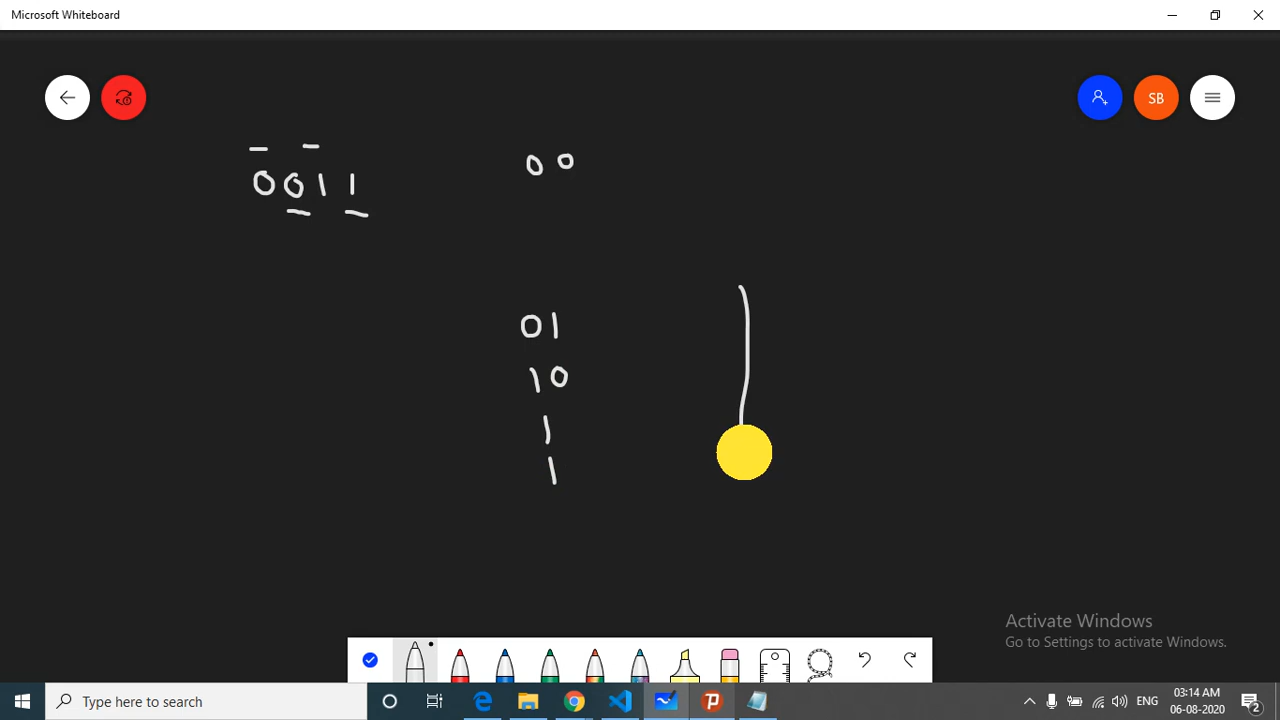 Microsoft Whiteboard
SB
0011
00
01
10
1
1
Activate Windows
Go to Settings to activate Windows.
Type here to search
ENG
03:14 AM
06-08-2020
2